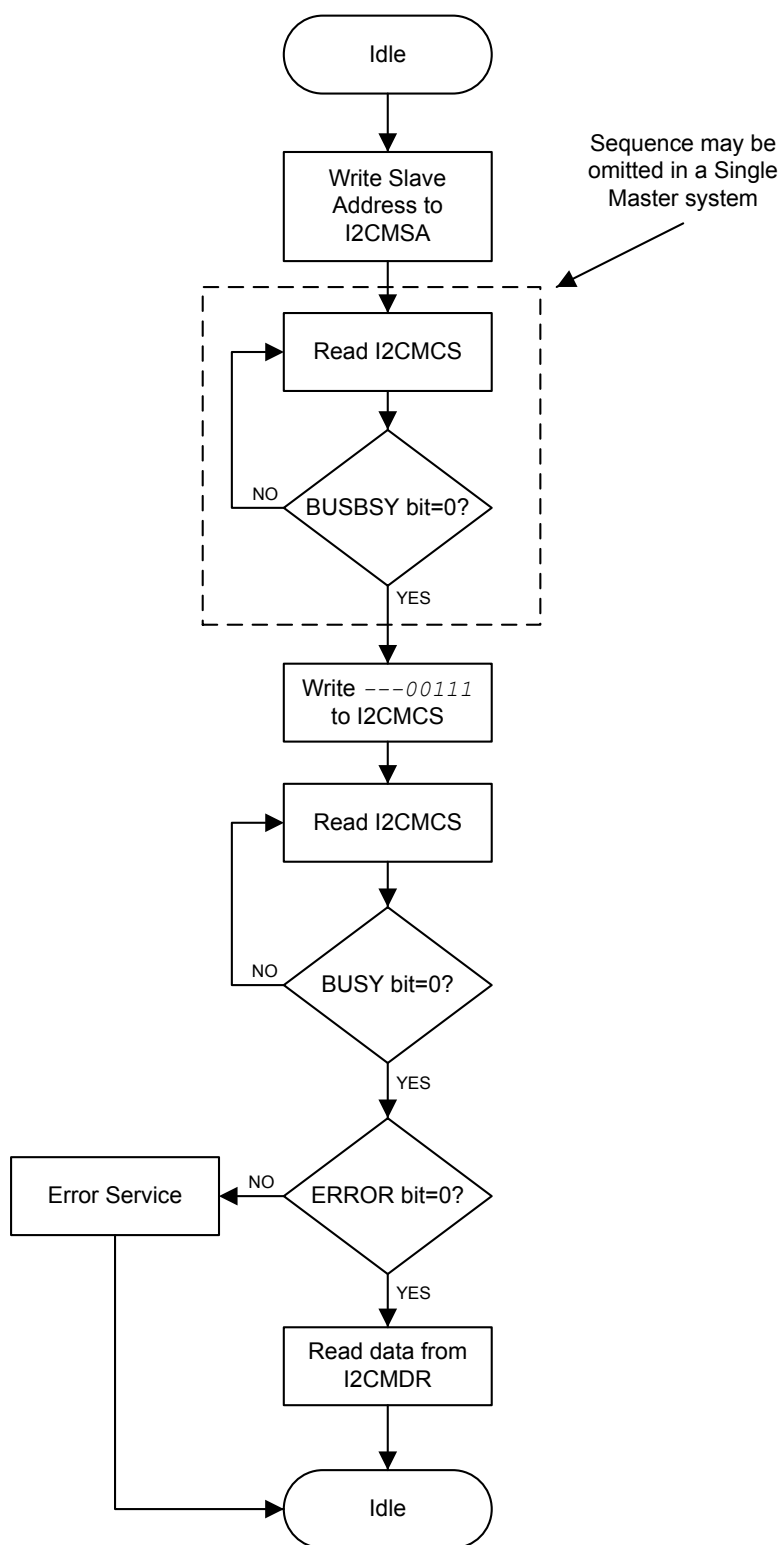 Idle
Sequence may be
omitted in a Single
Master system
Write Slave
Address to
I2CMSA
Read I2CMCS
NO
BUSBSY bit=0?
YES
Write ---00111
to I2CMCS
Read I2CMCS
NO
BUSY bit=0?
YES
Error Service
NO
ERROR bit=0?
YES
Read data from
I2CMDR
Idle